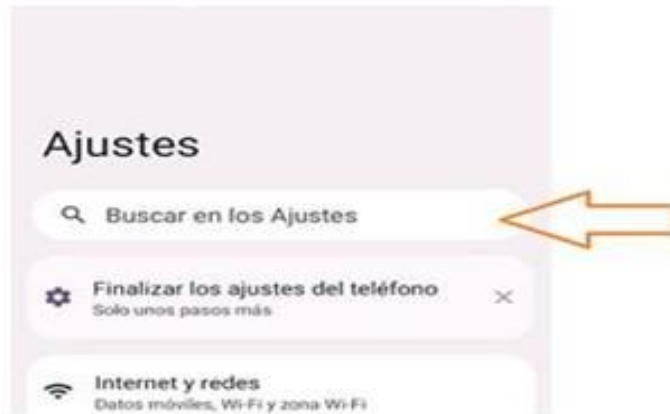 Ajustes
Buscar en los Ajustes
Finalizar los ajustes del teléfono
Solo unos pasos más
Internet y redes
Datos móviles, Wi-Fi y zona Wi-Fi